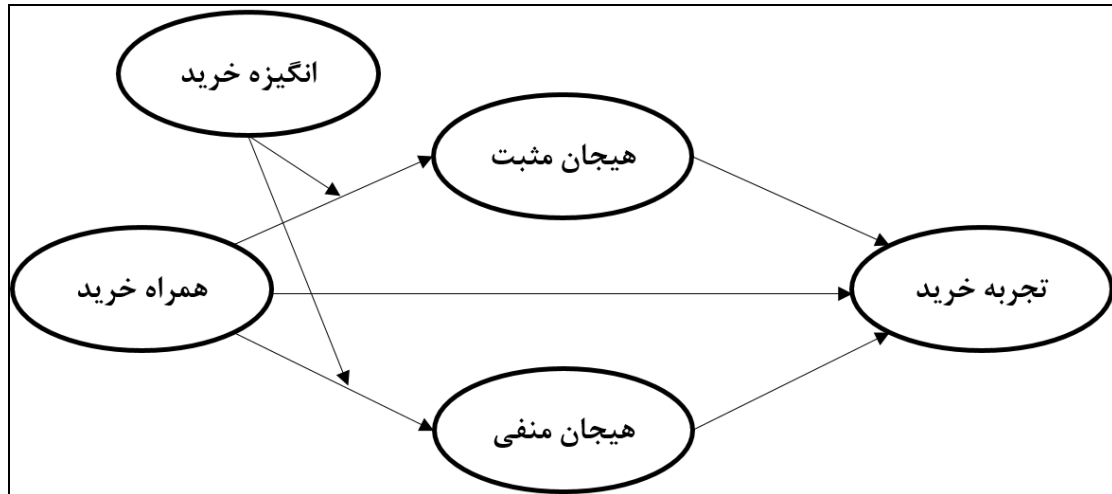 انگیزه خرید
هیجان مثبت
همراه خرید
تجربه خرید
هیجان منفی